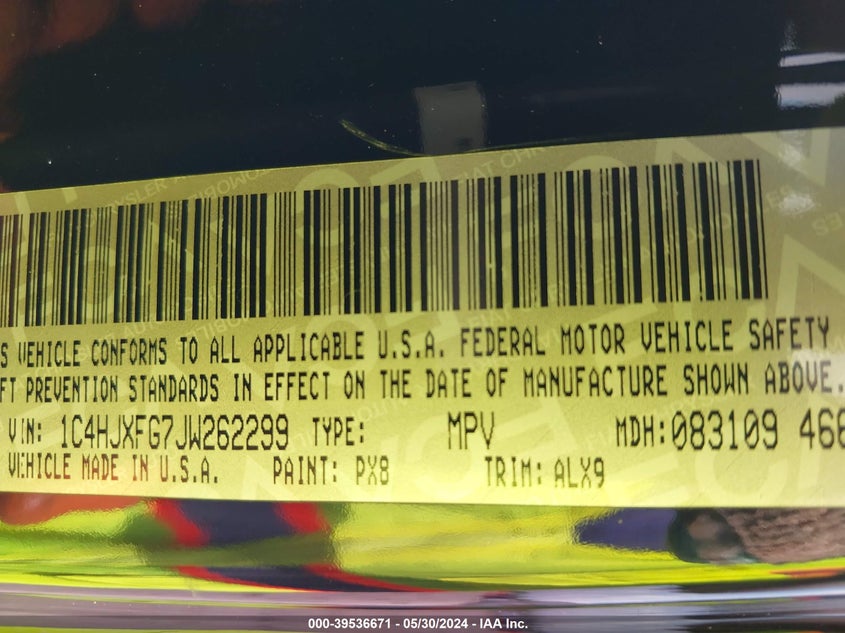 S VEHICLE CONFORMS TO ALL APPLICABLE U.S.A. FEDERAL MOTOR VEHICLE SAFETY
FT PREVENTION STANDARDS IN EFFECT ON THE DATE OF MANUFACTURE SHOWN ABOVE.
VIN: 1C4HJXFG7JW262299 TYPE: MPV MDH: 083109 466
VEHICLE MADE IN U.S.A. PAINT: PX8 TRIM: ALX9
000-39536671 - 05/30/2024 - IAA Inc.